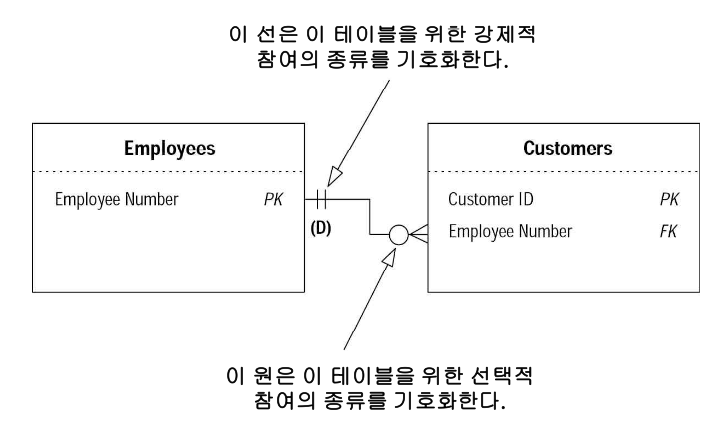 이 선은 이 테이블을 위한 강제적
참여의 종류를 기호화한다.
Employees
Employee Number PK
(D)
Customers
Customer ID PK
Employee Number FK
이 원은 이 테이블을 위한 선택적
참여의 종류를 기호화한다.